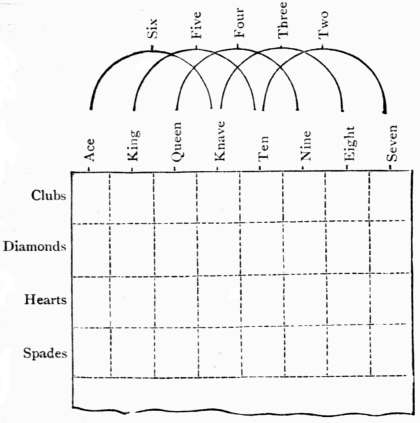 Six Five Four Three Two
Ace King Queen Knave Ten Nine Eight Seven
Clubs
Diamonds
Hearts
Spades